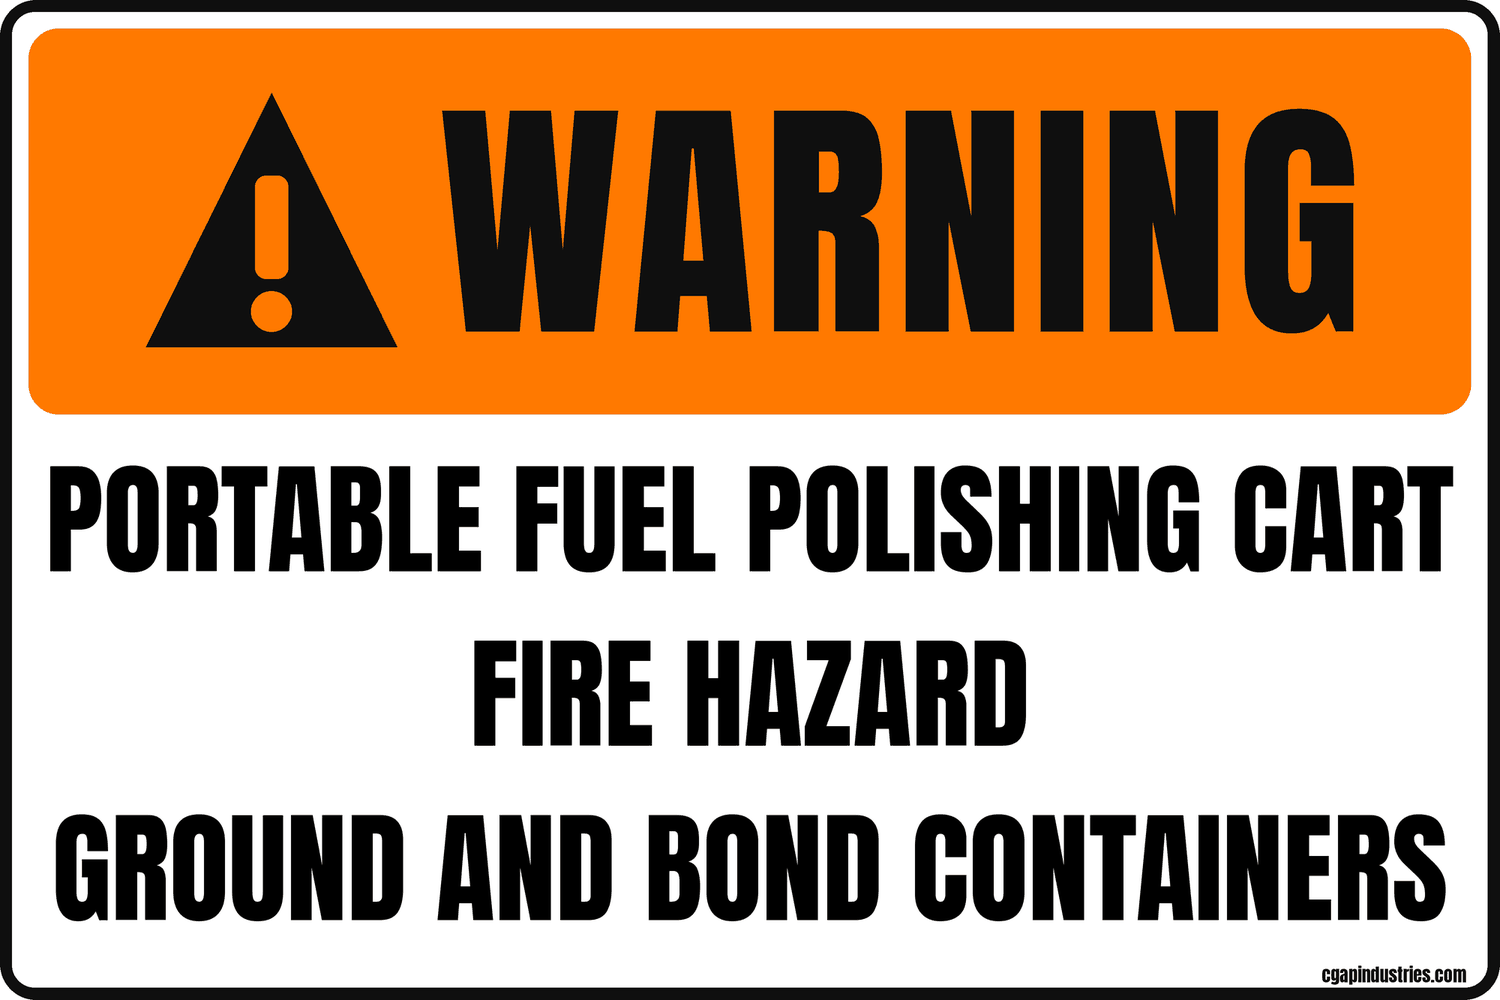 WARNING
PORTABLE FUEL POLISHING CART
FIRE HAZARD
GROUND AND BOND CONTAINERS
cgapindustries.com